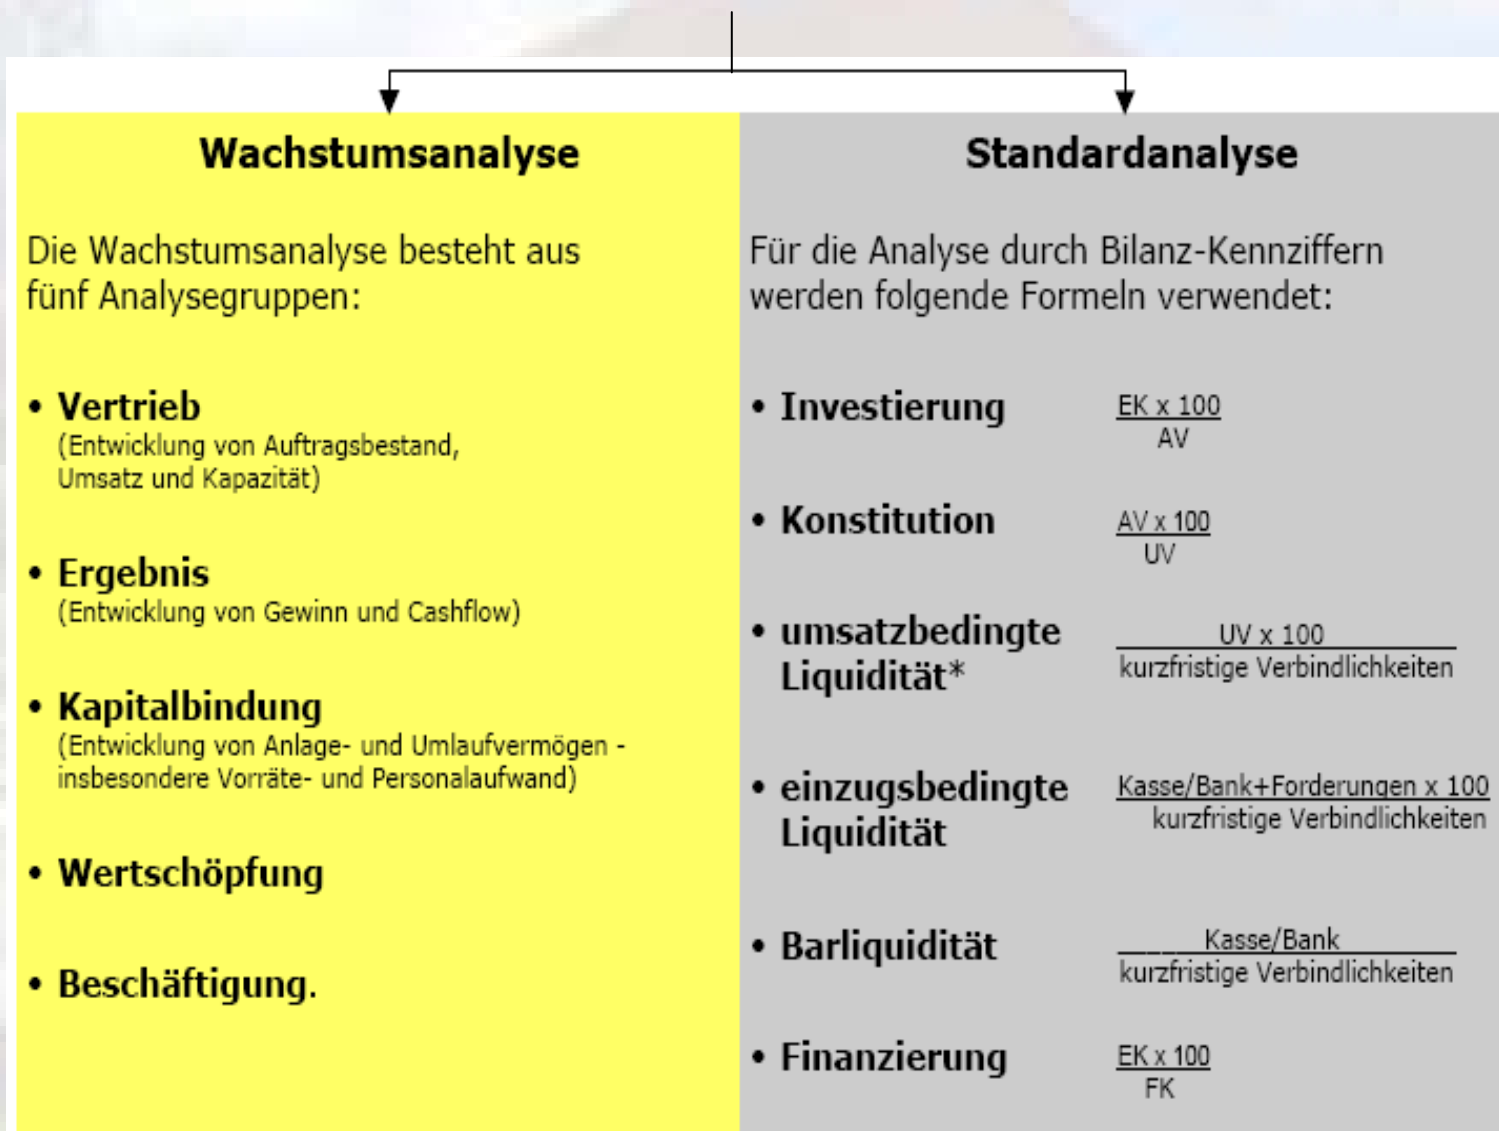 Wachstumsanalyse
Die Wachstumsanalyse besteht aus
fünf Analysegruppen:
• Vertrieb
(Entwicklung von Auftragsbestand,
Umsatz und Kapazität)
• Ergebnis
(Entwicklung von Gewinn und Cashflow)
• Kapitalbindung
(Entwicklung von Anlage- und Umlaufvermögen -
insbesondere Vorräte- und Personalaufwand)
• Wertschöpfung
• Beschäftigung.
Standardanalyse
Für die Analyse durch Bilanz-Kennziffern
werden folgende Formeln verwendet:
• Investierung
EK x 100
AV
• Konstitution
AV x 100
UV
• umsatzbedingte
Liquidität*
UV x 100
kurzfristige Verbindlichkeiten
• einzugsbedingte
Liquidität
Kasse/Bank+Forderungen x 100
kurzfristige Verbindlichkeiten
• Barliquidität
Kasse/Bank
kurzfristige Verbindlichkeiten
• Finanzierung
EK x 100
FK